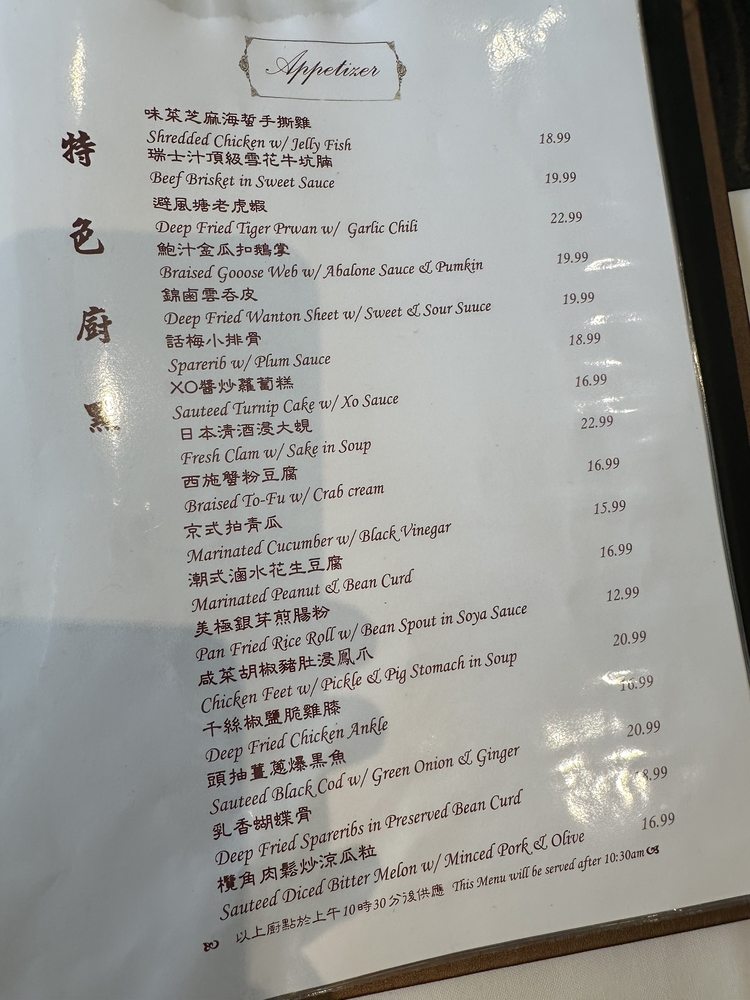 Appetizer
特色廚點
味菜芝麻海蜇手撕雞
Shredded Chicken w/ Jelly Fish 18.99
瑞士汁頂級雪花牛坑腩
Beef Brisket in Sweet Sauce 19.99
避風塘老虎蝦
Deep Fried Tiger Prwan w/ Garlic Chili 22.99
鮑汁金瓜扣鵝掌
Braised Gooose Web w/ Abalone Sauce & Pumkin 19.99
錦鹵雲吞皮
Deep Fried Wanton Sheet w/ Sweet & Sour Suuce 19.99
話梅小排骨
Sparerib w/ Plum Sauce 18.99
XO醬炒蘿蔔糕
Sauteed Turnip Cake w/ Xo Sauce 16.99
日本清酒浸大蜆
Fresh Clam w/ Sake in Soup 22.99
西施蟹粉豆腐
Braised To-Fu w/ Crab cream 16.99
京式拍青瓜
Marinated Cucumber w/ Black Vinegar 15.99
潮式滷水花生豆腐
Marinated Peanut & Bean Curd 16.99
美極銀芽煎腸粉
Pan Fried Rice Roll w/ Bean Spout in Soya Sauce 12.99
咸菜胡椒豬肚浸鳳爪
Chicken Feet w/ Pickle & Pig Stomach in Soup 20.99
千絲椒鹽脆雞膝
Deep Fried Chicken Ankle 16.99
頭抽薑蔥爆黑魚
Sauteed Black Cod w/ Green Onion & Ginger 20.99
乳香蝴蝶骨
Deep Fried Spareribs in Preserved Bean Curd 18.99
欖角肉鬆炒涼瓜粒
Sauteed Diced Bitter Melon w/ Minced Pork & Olive 16.99
以上廚點於上午10時30分後供應 This Menu will be served after 10:30am